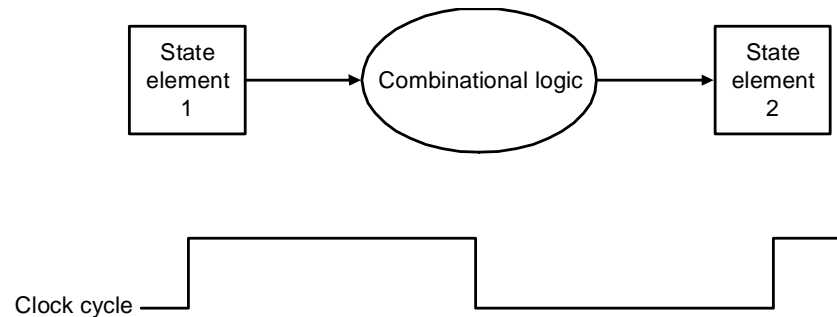 State
element
1
Combinational logic
State
element
2
Clock cycle